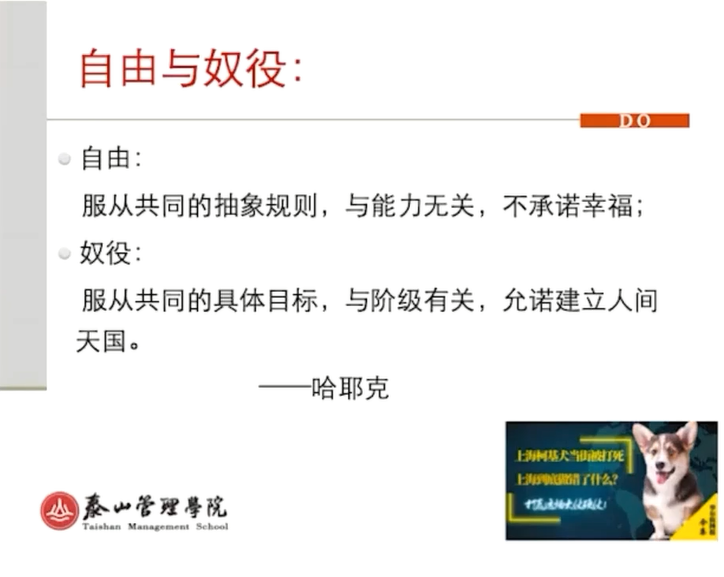 自由与奴役：
DO
自由：
服从共同的抽象规则，与能力无关，不承诺幸福；
奴役：
服从共同的具体目标，与阶级有关，允诺建立人间
天国。
——哈耶克
上海柯基犬当街被打死
上海到底做错了什么？
泰山管理學院
Taishan Management School